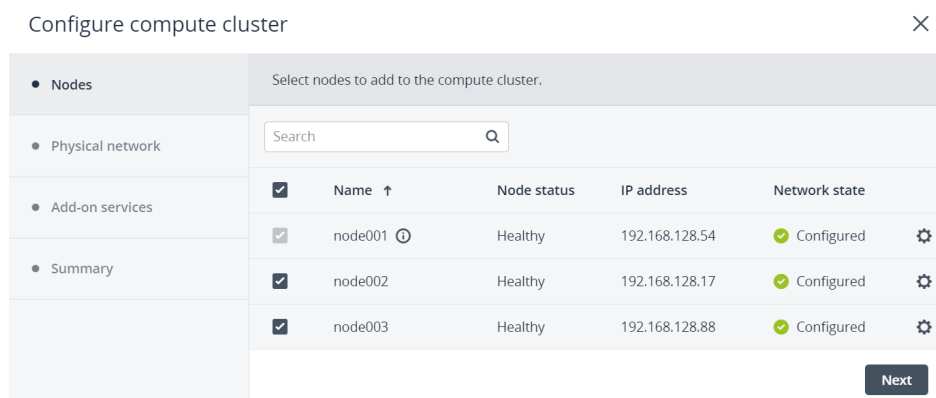 Configure compute cluster
Nodes
Select nodes to add to the compute cluster.
Physical network
Add-on services
Summary
Search
Name ↑ Node status IP address Network state
node001 Healthy 192.168.128.54 Configured
node002 Healthy 192.168.128.17 Configured
node003 Healthy 192.168.128.88 Configured
Next